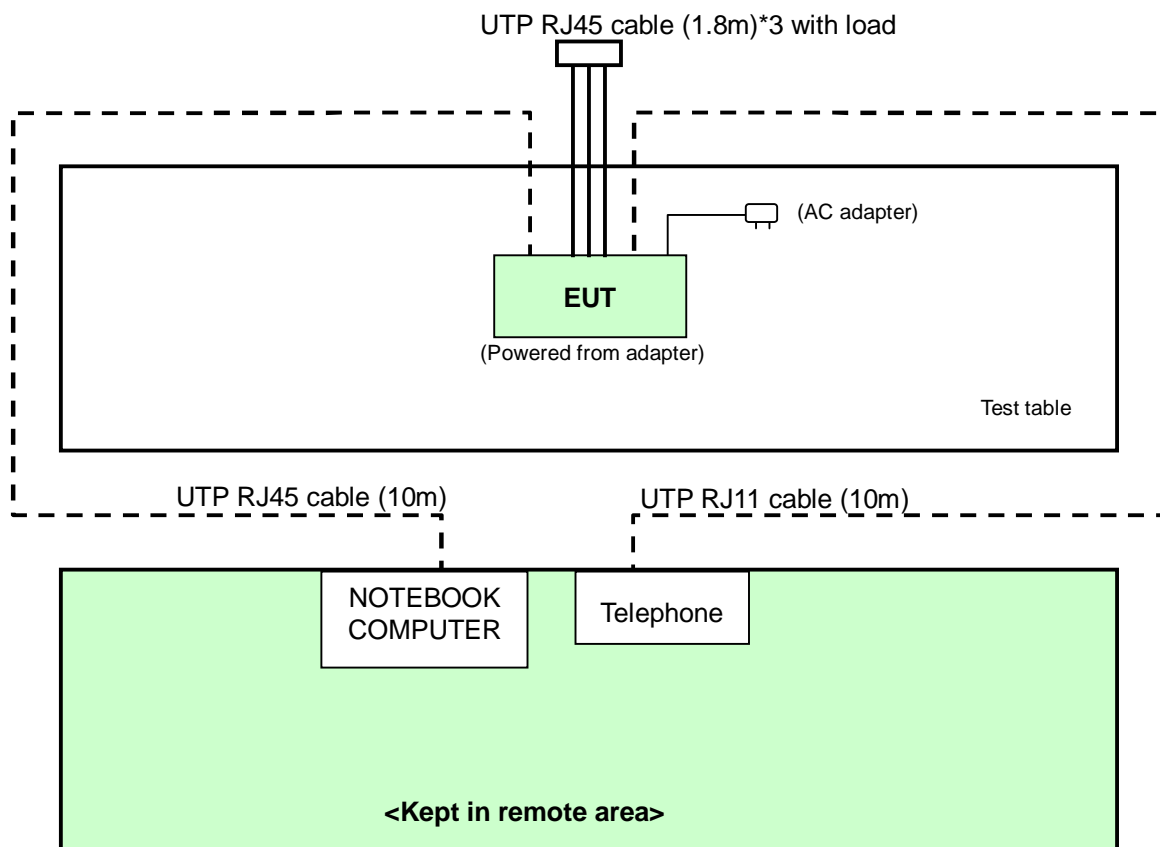 UTP RJ45 cable (1.8m)*3 with load
(AC adapter)
EUT
(Powered from adapter)
Test table
UTP RJ45 cable (10m)
UTP RJ11 cable (10m)
NOTEBOOK
COMPUTER
Telephone
<Kept in remote area>